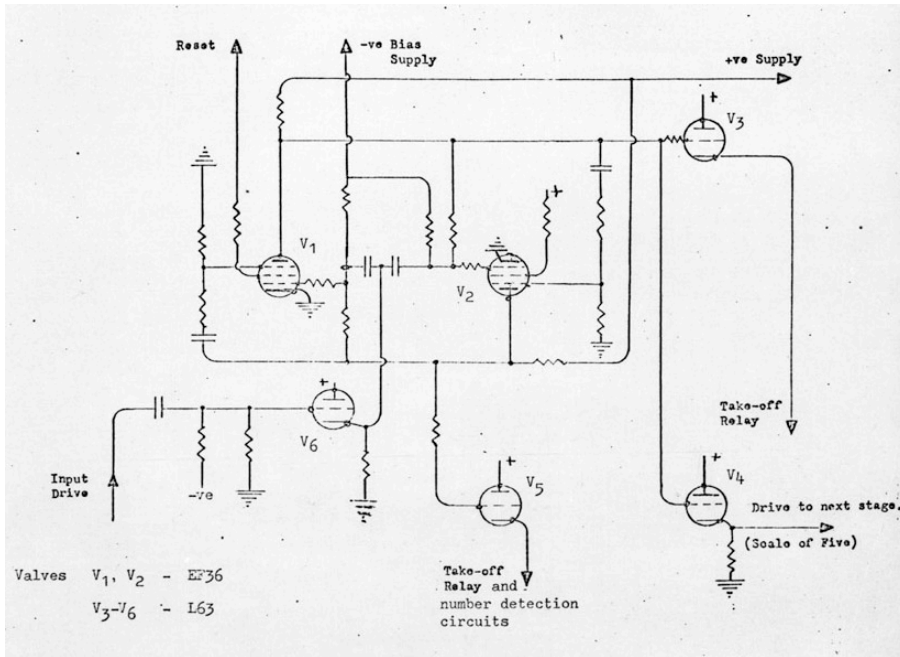 Reset
-ve Bias
Supply
+ve Supply
+
V3
V1
+
V2
+
V6
Take-off
Relay
Input
Drive
-ve
+
V5
+
V4
Drive to next stage.
(Scale of Five)
Take-off
Relay and
number detection
circuits
Valves V1, V2 - EF36
V3-V6 - L63